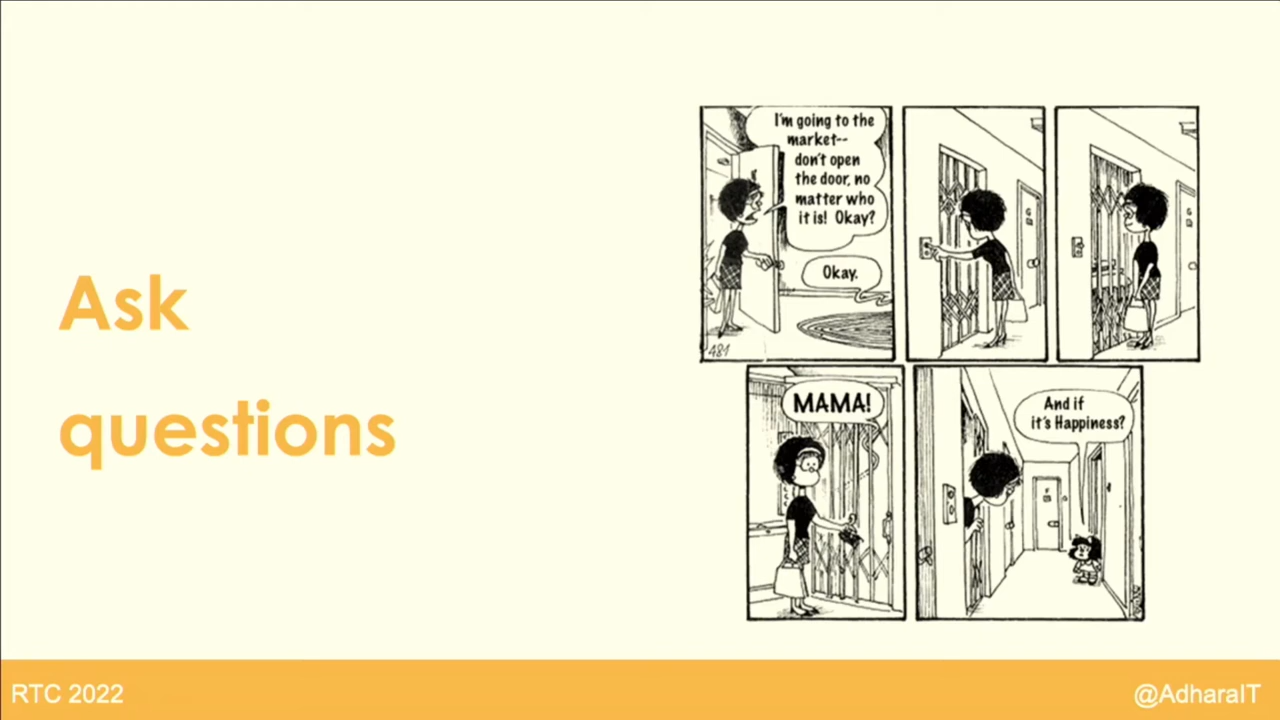 Ask
questions
I'm going to the
market--
don't open
the door, no
matter who
it is! Okay?
Okay.
481
MAMA!
And if
it's Happiness?
RTC 2022
@AdharaIT